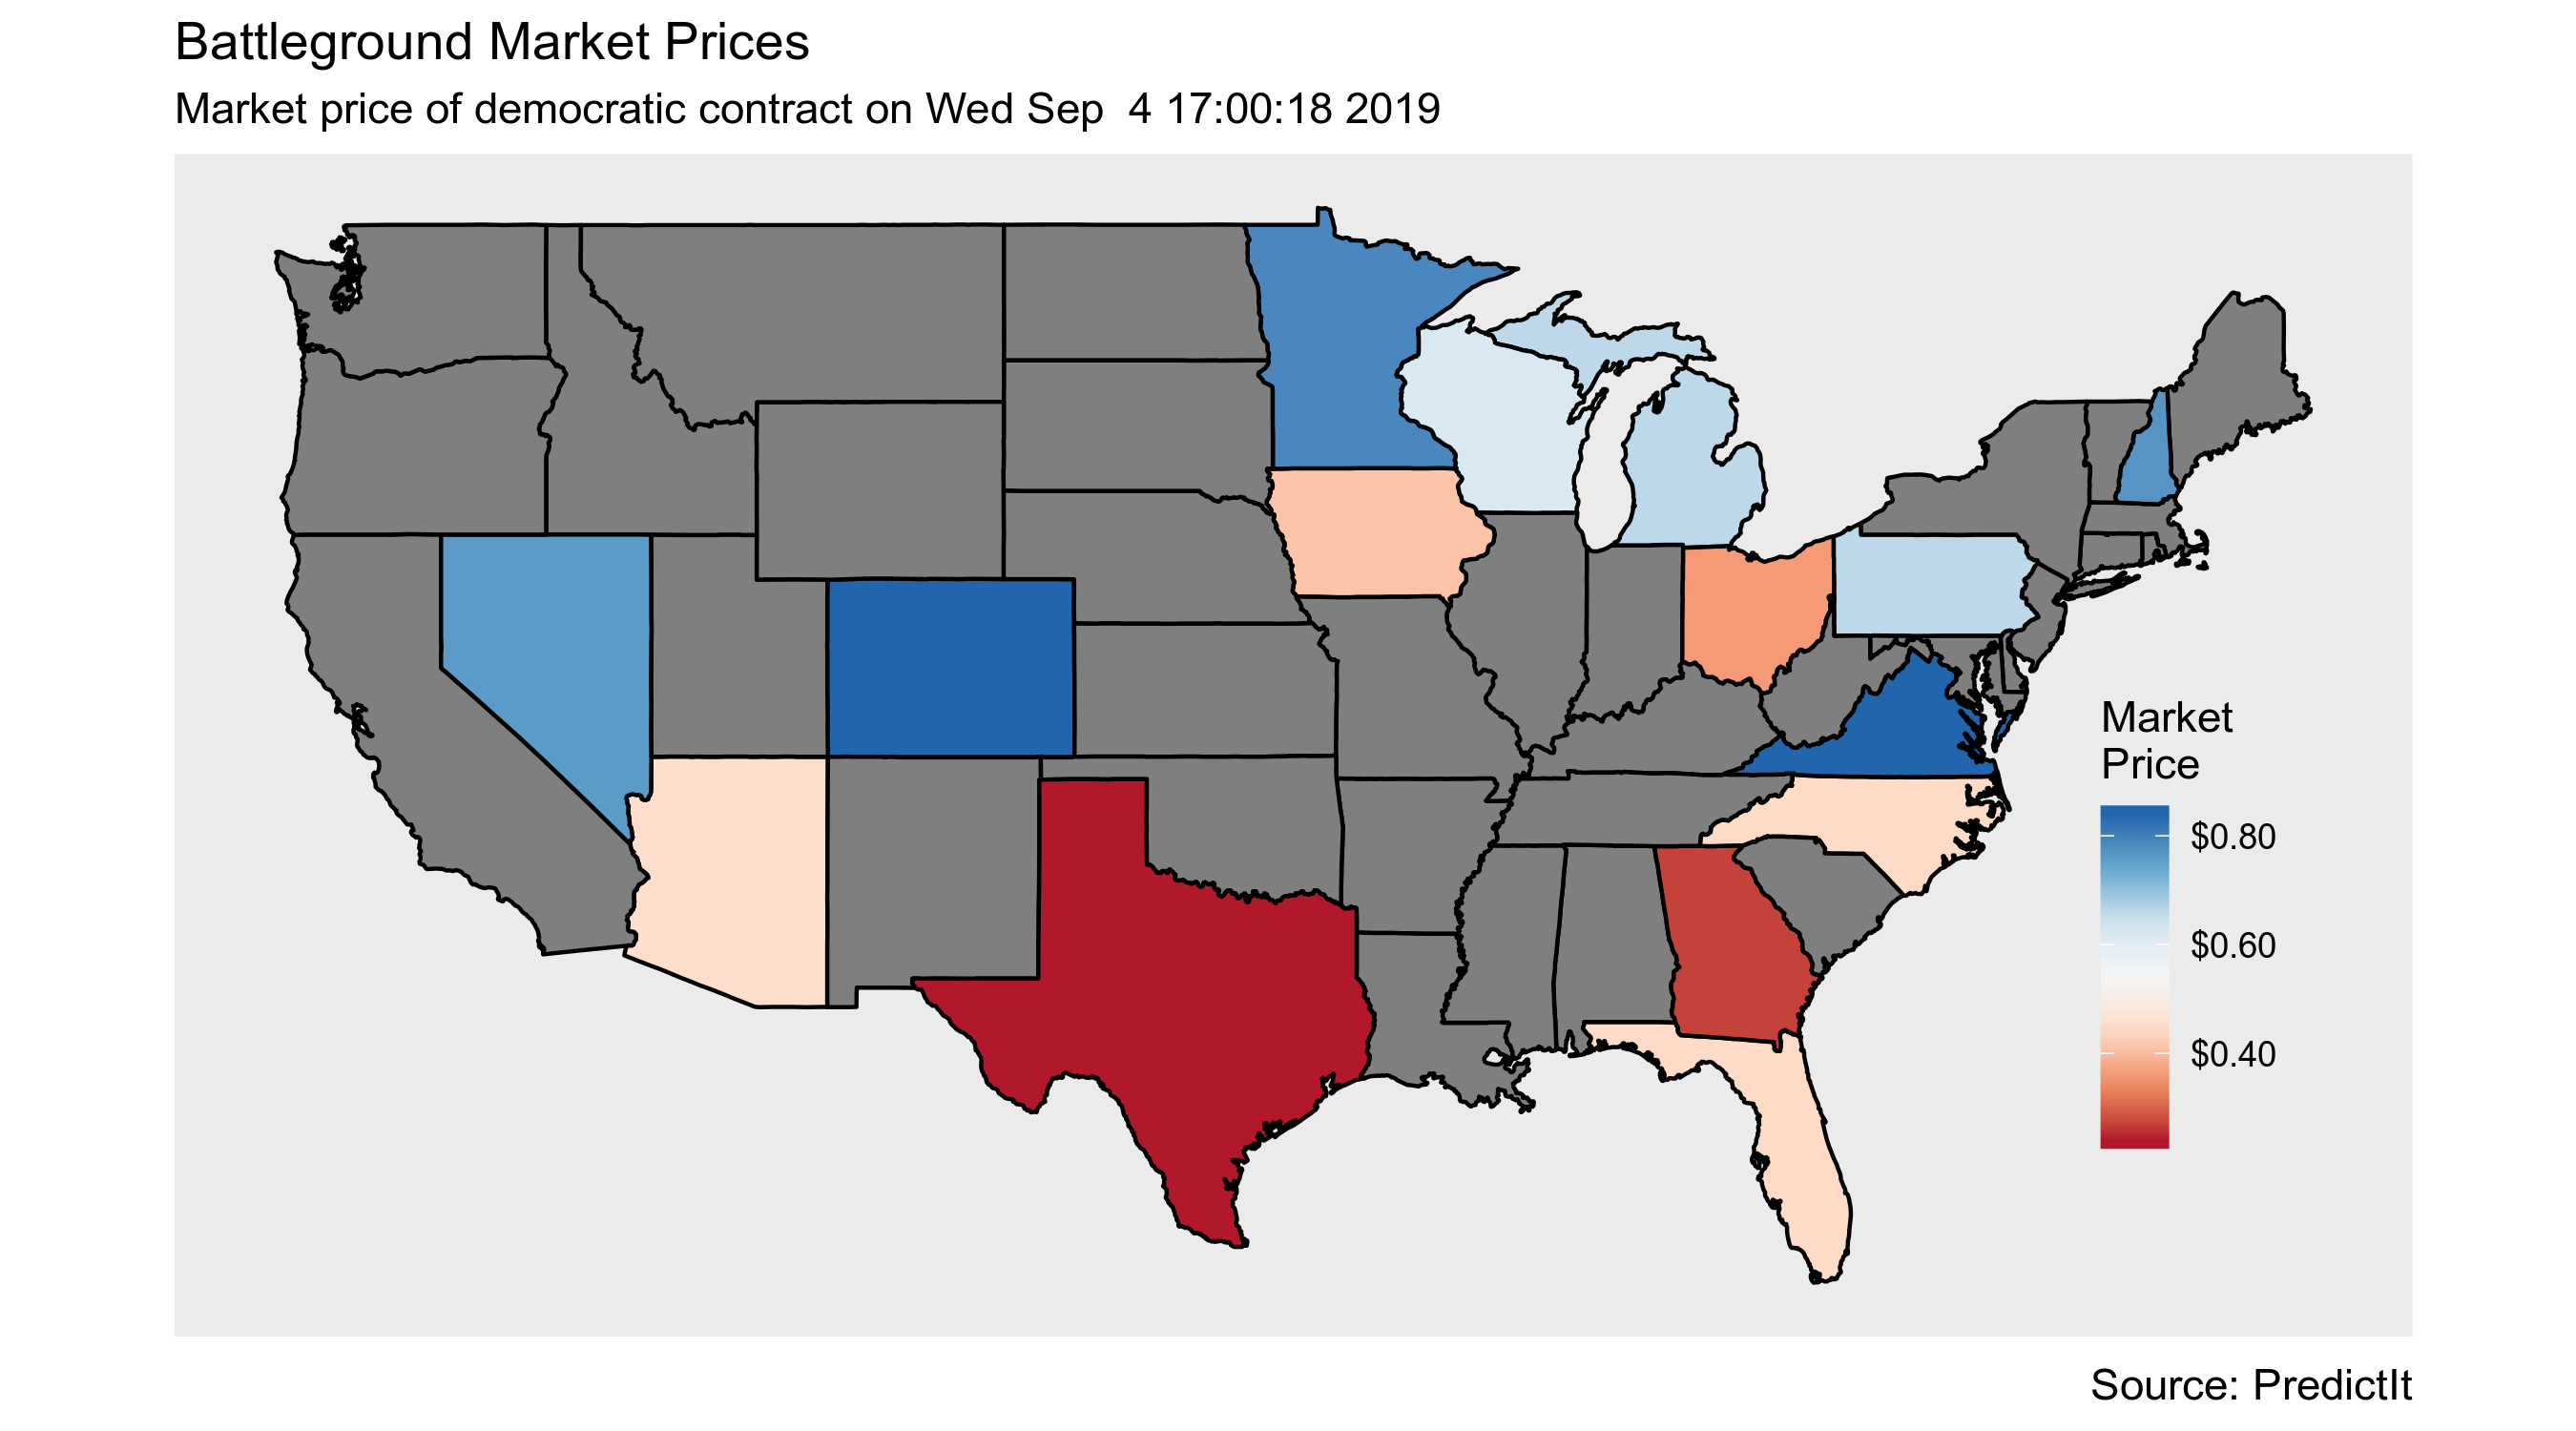 Battleground Market Prices
Market price of democratic contract on Wed Sep  4 17:00:18 2019
Market
Price
$0.80
$0.60
$0.40
Source: PredictIt